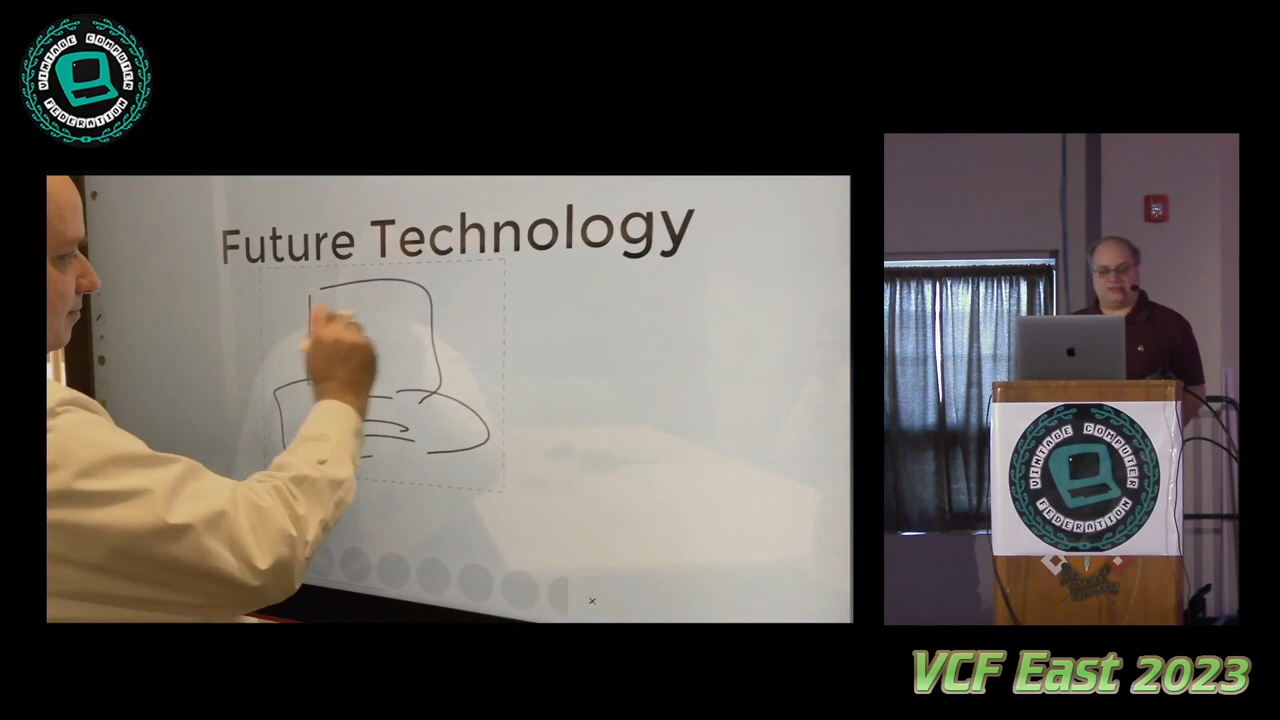 VINTAGE COMPUTER
FEDERATION
Future Technology
VINTAGE COMPUTER
FEDERATION
VCF East 2023